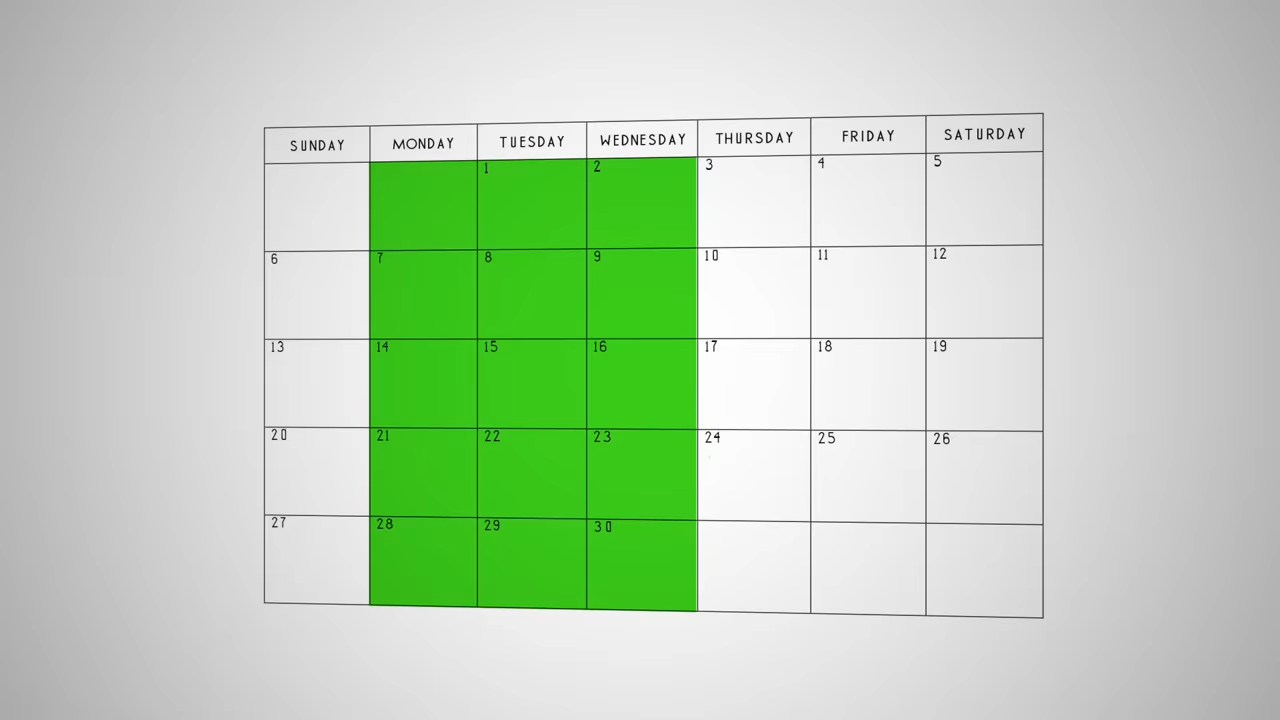 SUNDAY MONDAY TUESDAY WEDNESDAY THURSDAY FRIDAY SATURDAY
1 2 3 4 5
6 7 8 9 10 11 12
13 14 15 16 17 18 19
20 21 22 23 24 25 26
27 28 29 30